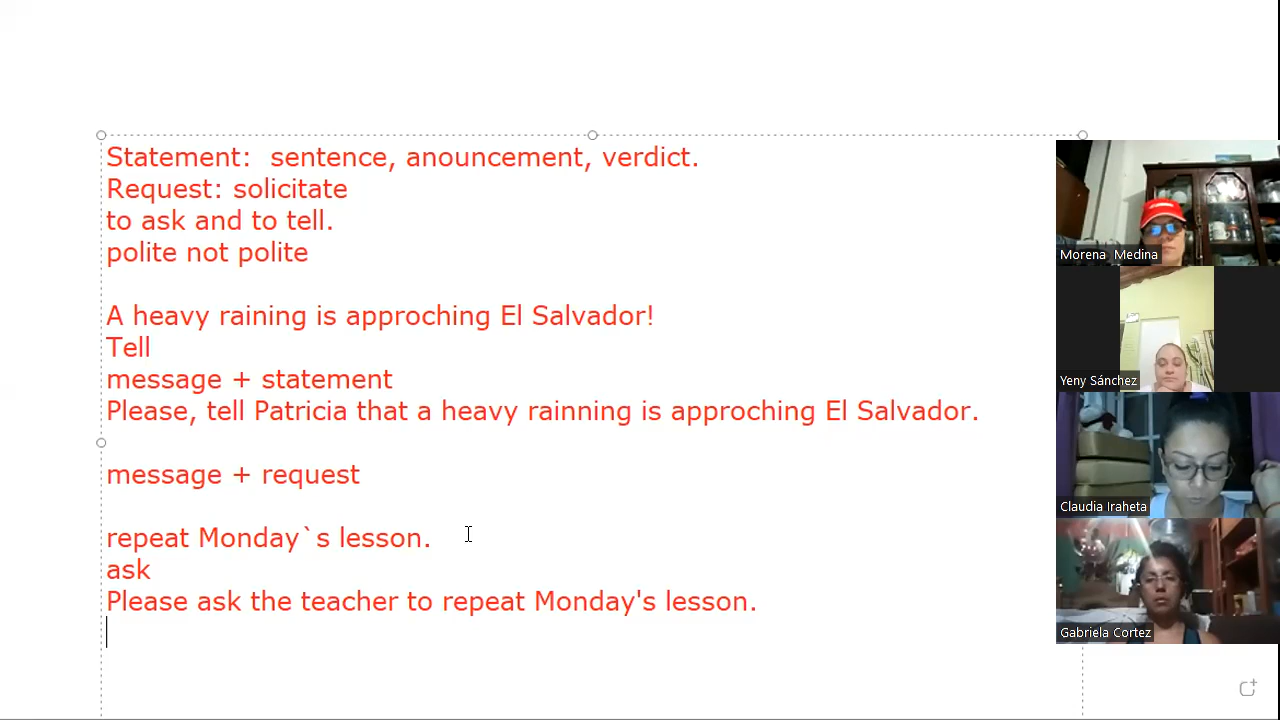 Statement:  sentence, anouncement, verdict.
Request: solicitate
to ask and to tell.
polite not polite
A heavy raining is approching El Salvador!
Tell
message + statement
Please, tell Patricia that a heavy rainning is approching El Salvador.
message + request
repeat Monday`s lesson.
ask
Please ask the teacher to repeat Monday's lesson.
Morena  Medina
Yeny Sánchez
Claudia Iraheta
Gabriela Cortez